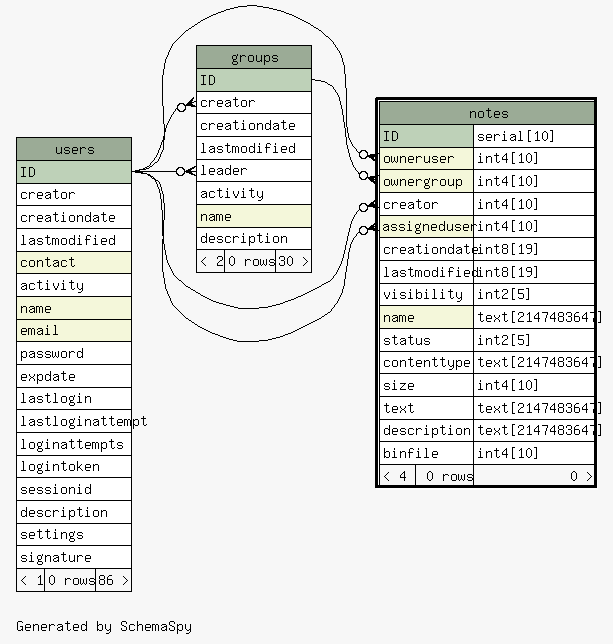 groups
ID
creator
creationdate
lastmodified
leader
activity
name
description
< 2 0 rows 30 >
notes
ID serial[10]
owneruser int4[10]
ownergroup int4[10]
creator int4[10]
assigneduser int4[10]
creationdate int8[19]
lastmodified int8[19]
visibility int2[5]
name text[2147483647]
status int2[5]
contenttype text[2147483647]
size int4[10]
text text[2147483647]
description text[2147483647]
binfile int4[10]
< 4 0 rows 0 >
users
ID
creator
creationdate
lastmodified
contact
activity
name
email
password
expdate
lastlogin
lastloginattempt
loginattempts
logintoken
sessionid
description
settings
signature
< 1 0 rows 86 >
Generated by SchemaSpy